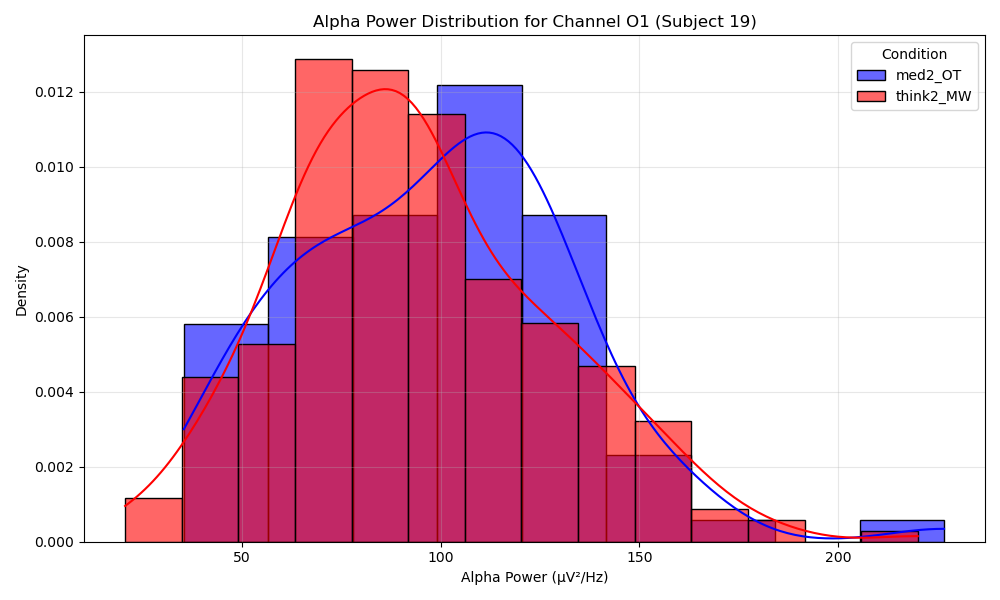 Alpha Power Distribution for Channel O1 (Subject 19)
Condition
med2_OT
think2_MW
0.012
0.010
0.008
0.006
0.004
0.002
0.000
Density
50
100
150
200
Alpha Power (μV²/Hz)